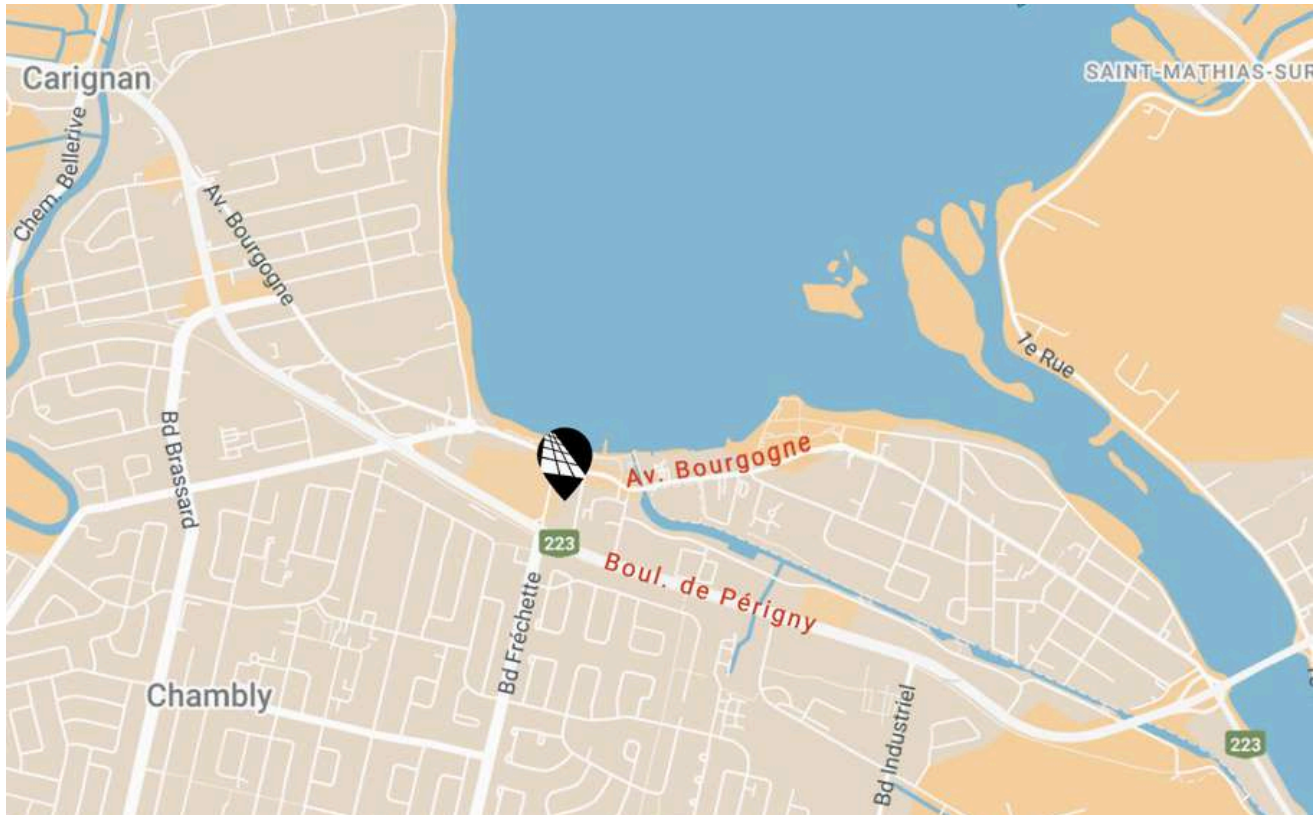 Carignan
SAINT-MATHIAS-SUR
Chem. Bellerive
Av. Bourgogne
1e Rue
Bd Brassard
Av. Bourgogne
223
Boul. de Périgny
Bd Fréchette
Chambly
Bd Industriel
223